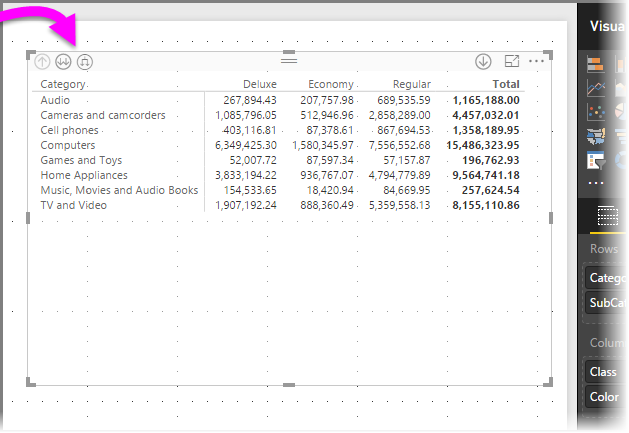 Visua
Category Deluxe Economy Regular Total
Audio 267,894.43 207,757.98 689,535.59 1,165,188.00
Cameras and camcorders 1,085,796.05 512,946.96 2,858,289.00 4,457,032.01
Cell phones 403,116.81 87,378.61 867,694.53 1,358,189.95
Computers 6,349,425.30 1,580,345.97 7,556,552.68 15,486,323.95
Games and Toys 52,007.72 87,597.34 57,157.87 196,762.93
Home Appliances 3,833,194.22 936,767.07 4,794,779.89 9,564,741.18
Music, Movies and Audio Books 154,533.65 18,420.94 84,669.95 257,624.54
TV and Video 1,907,192.24 888,360.49 5,359,558.13 8,155,110.86
Rows
Catego
SubCat
Colum
Class
Color